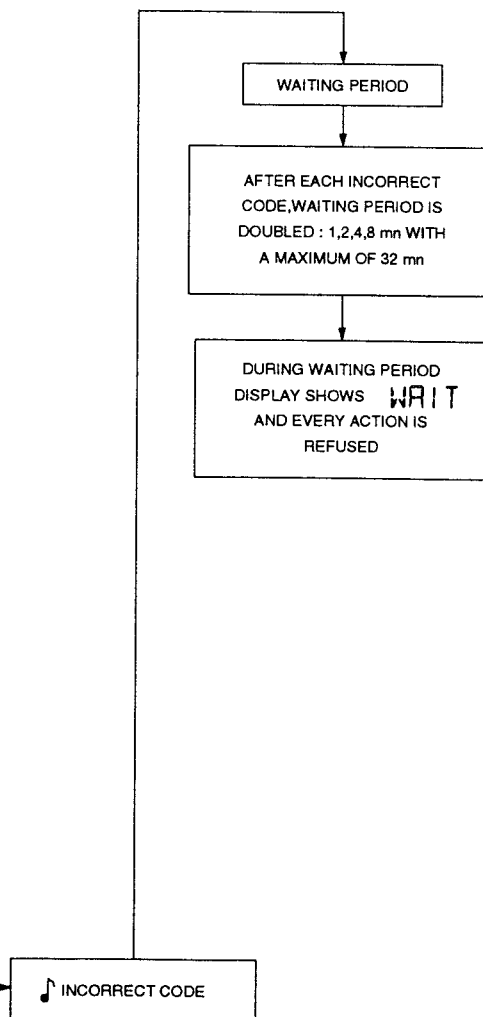 WAITING PERIOD
AFTER EACH INCORRECT
CODE,WAITING PERIOD IS
DOUBLED : 1,2,4,8 mn WITH
A MAXIMUM OF 32 mn
DURING WAITING PERIOD
DISPLAY SHOWS WAIT
AND EVERY ACTION IS
REFUSED
♪ INCORRECT CODE